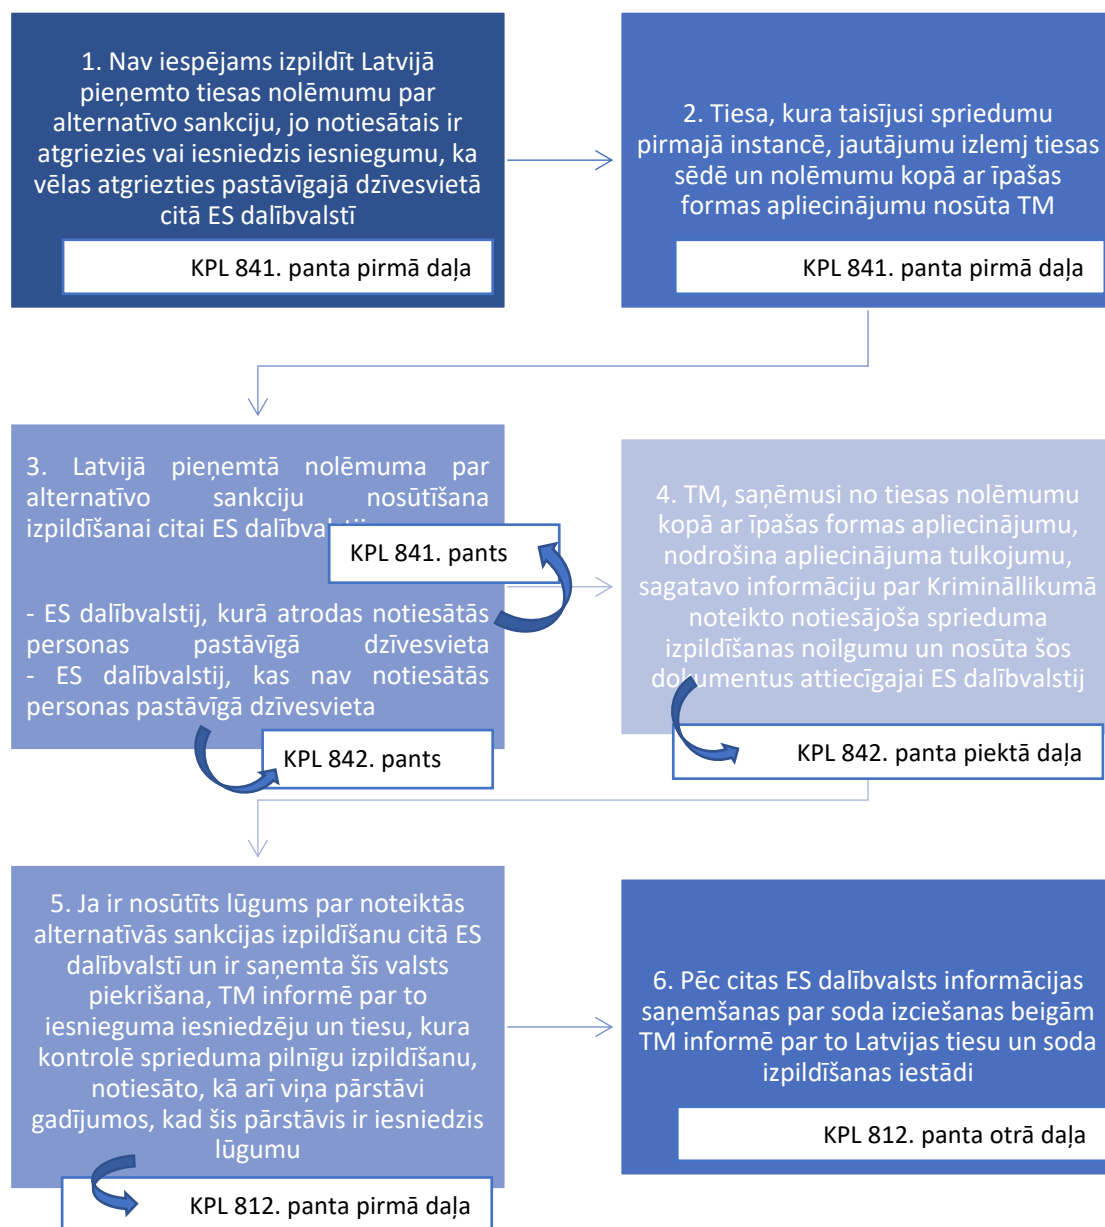 1. Nav iespējams izpildīt Latvijā
pieņemto tiesas nolēmumu par
alternatīvo sankciju, jo notiesātais ir
atgriezies vai iesniedzis iesniegumu, ka
vēlas atgriezties pastāvīgajā dzīvesvietā
citā ES dalībvalstī
KPL 841. panta pirmā daļa
2. Tiesa, kura taisījusi spriedumu
pirmajā instancē, jautājumu izlemj tiesas
sēdē un nolēmumu kopā ar īpašas
formas apliecinājumu nosūta TM
KPL 841. panta pirmā daļa
3. Latvijā pieņemtā nolēmuma par
alternatīvo sankciju nosūtīšana
izpildīšanai citai ES
KPL 841. pants
- ES dalībvalstij, kurā atrodas notiesātās
personas pastāvīgā dzīvesvieta
- ES dalībvalstij, kas nav notiesātās
personas pastāvīgā dzīvesvieta
KPL 842. pants
4. TM, saņēmusi no tiesas nolēmumu
kopā ar īpašas formas apliecinājumu,
nodrošina apliecinājuma tulkojumu,
sagatavo informāciju par Krimināllikumā
noteikto notiesājoša sprieduma
izpildīšanas noilgumu un nosūta šos
dokumentus attiecīgajai ES dalībvalstij
KPL 842. panta piektā daļa
5. Ja ir nosūtīts lūgums par noteiktās
alternatīvās sankcijas izpildīšanu citā ES
dalībvalstī un ir saņemta šīs valsts
piekrišana, TM informē par to
iesnieguma iesniedzēju un tiesu, kura
kontrolē sprieduma pilnīgu izpildīšanu,
notiesāto, kā arī viņa pārstāvi
gadījumos, kad šis pārstāvis ir iesniedzis
lūgumu
KPL 812. panta pirmā daļa
6. Pēc citas ES dalībvalsts informācijas
saņemšanas par soda izciešanas beigām
TM informē par to Latvijas tiesu un soda
izpildīšanas iestādi
KPL 812. panta otrā daļa